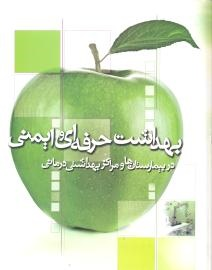 بهداشت حرفه‌ای و ایمنی
در بیمارستان‌ها و مراکز بهداشتی درمانی